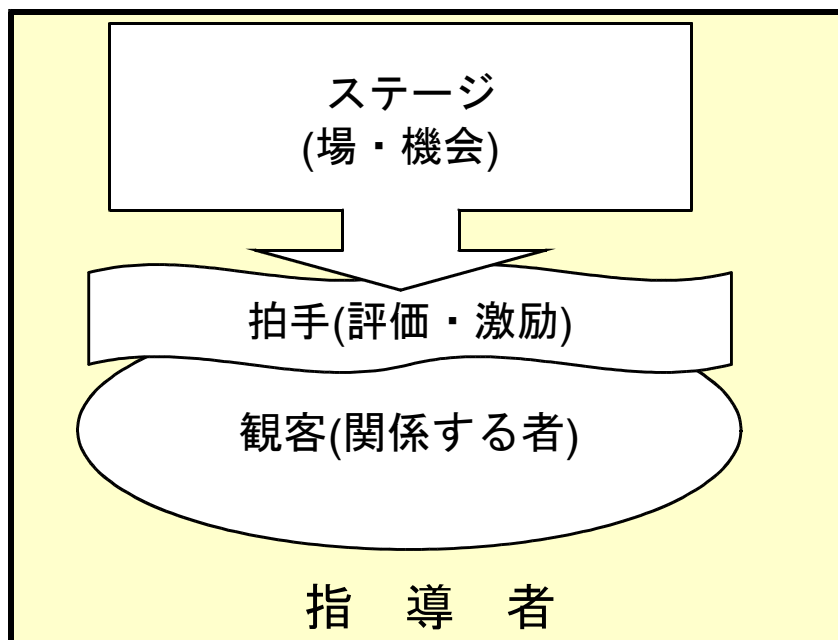 ステージ
(場・機会)
拍手(評価・激励)
観客(関係する者)
指 導 者